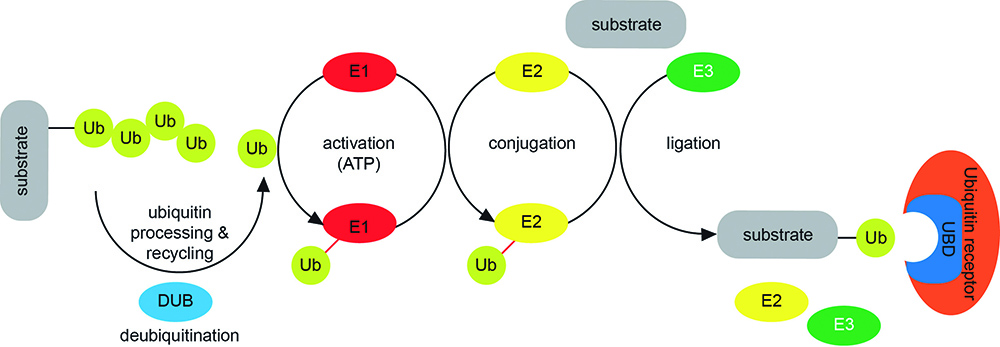 substrate
Ub
Ub
Ub
Ub
ubiquitin
processing &
recycling
DUB
deubiquitination
Ub
E1
activation
(ATP)
E1
Ub
E2
conjugation
E2
Ub
substrate
E3
ligation
substrate
Ub
UBD
Ubiquitin receptor
E2
E3